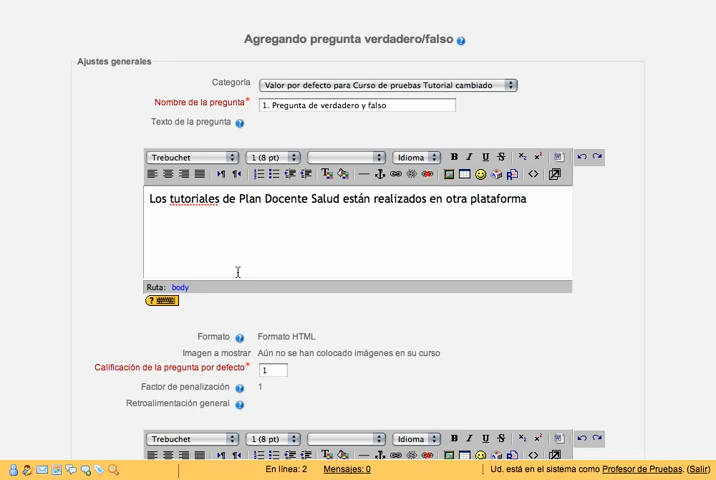 Agregando pregunta verdadero/falso
Ajustes generales
Categoría
Valor por defecto para Curso de pruebas Tutorial cambiado
Nombre de la pregunta*
1. Pregunta de verdadero y falso
Texto de la pregunta
Trebuchet 1 (8 pt) Idioma B I U S
Los tutoriales de Plan Docente Salud están realizados en otra plataforma
Ruta: body
Formato Formato HTML
Imagen a mostrar Aún no se han colocado imágenes en su curso
Calificación de la pregunta por defecto* 1
Factor de penalización 1
Retroalimentación general
Trebuchet 1 (8 pt) Idioma B I U S
En línea: 2 Mensajes: 0 Ud. está en el sistema como Profesor de Pruebas. (Salir)